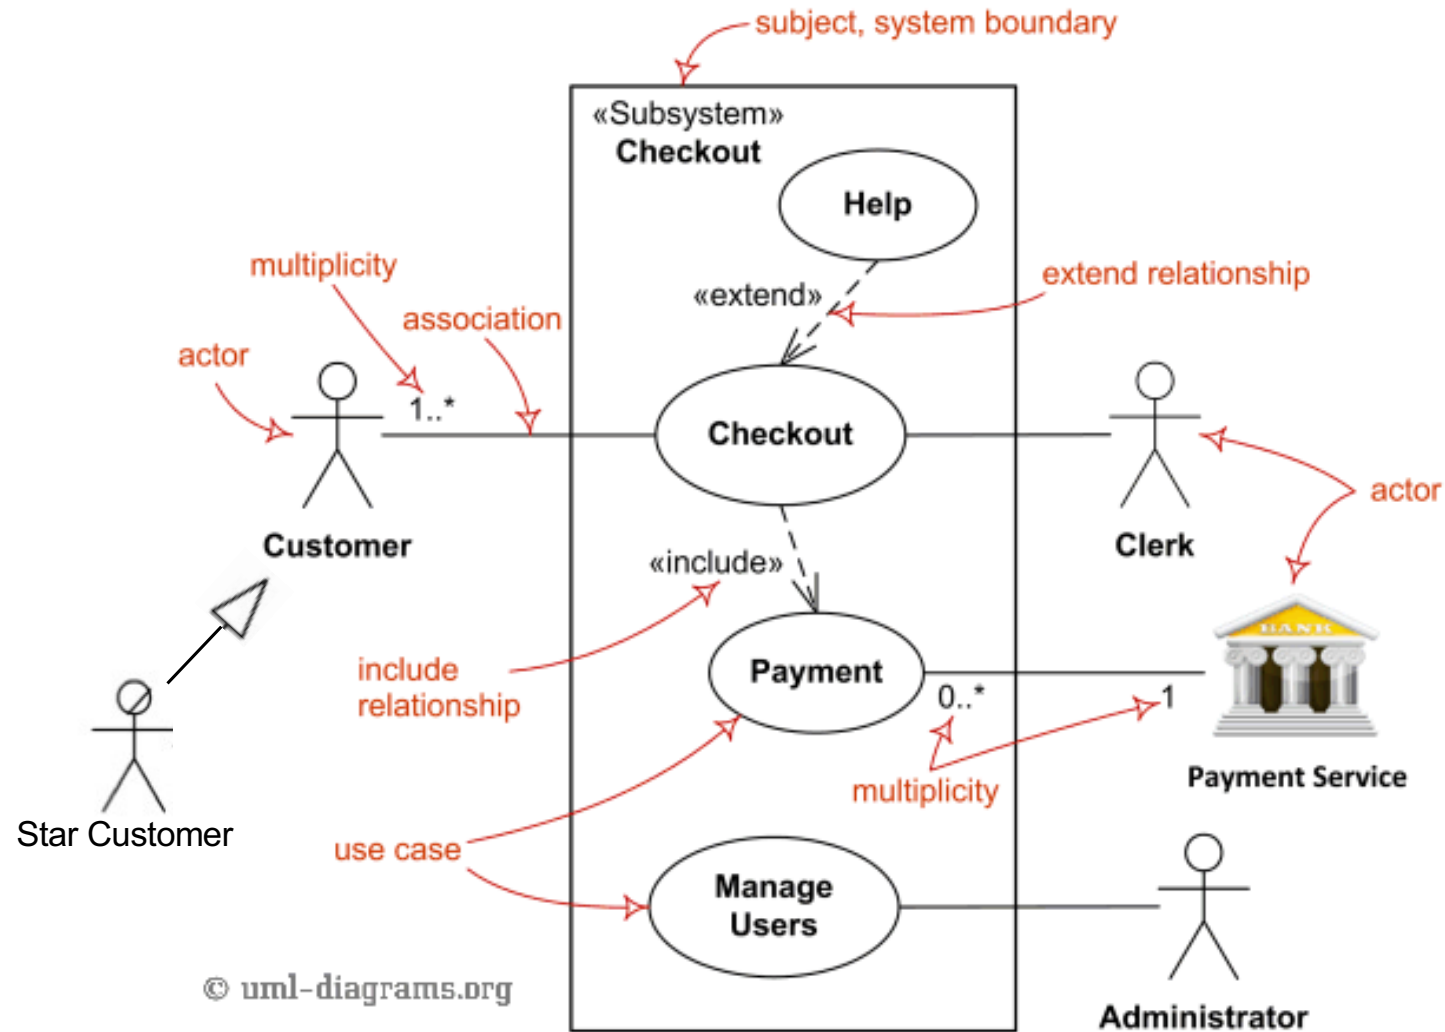 subject, system boundary
«Subsystem»
Checkout
Help
multiplicity
«extend»
extend relationship
association
actor
1..*
Checkout
actor
Customer
Clerk
«include»
BANK
include
relationship
Payment
0..*
1
Payment Service
multiplicity
Star Customer
use case
Manage
Users
© uml-diagrams.org
Administrator